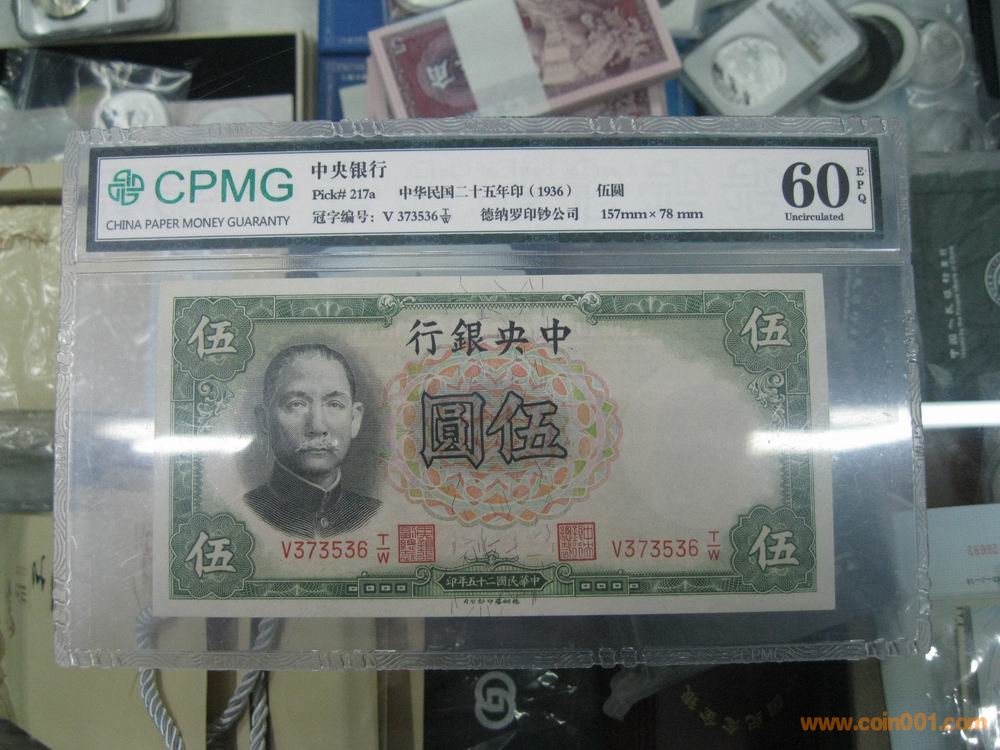 CPMG
CHINA PAPER MONEY GUARANTY
中央银行
Pick# 217a 中华民国二十五年印（1936） 伍圆
冠字编号：V 373536 T/W 德纳罗印钞公司 157mm×78 mm
60 EPQ
Uncirculated
CPMG
伍 伍
行銀央中
圓伍
V373536 T/W
V373536 T/W
伍 伍
印年五十二國民華中
CPMG
CPMG
www.coin001.com